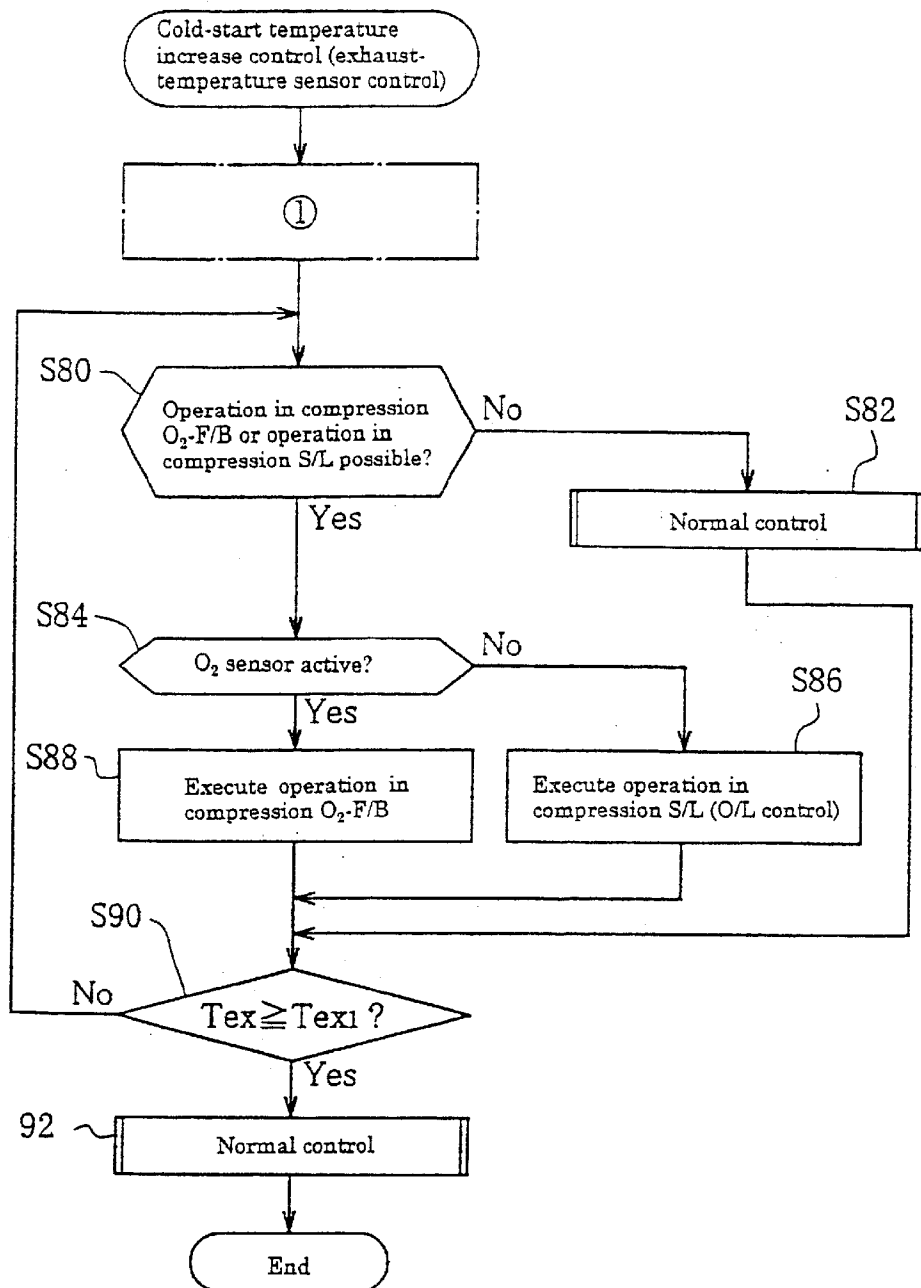 Cold-start temperature
increase control (exhaust-
temperature sensor control)
①
S80
Operation in compression
O₂-F/B or operation in
compression S/L possible?
No
S82
Normal control
Yes
S84
O₂ sensor active?
No
S86
Yes
S88
Execute operation in
compression O₂-F/B
Execute operation in
compression S/L (O/L control)
S90
No
Tex≧Tex1 ?
Yes
92
Normal control
End